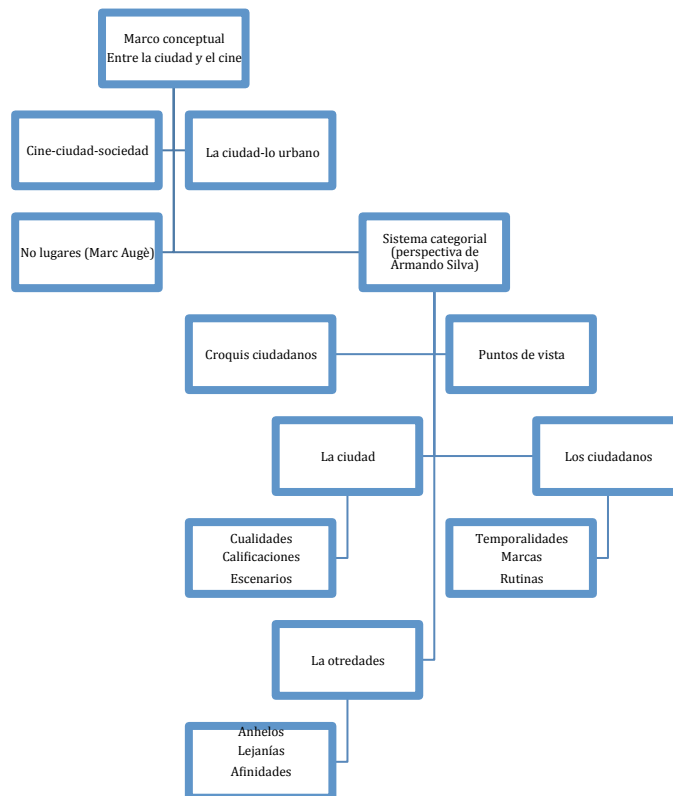 Marco conceptual
Entre la ciudad y el cine
Cine-ciudad-sociedad
La ciudad-lo urbano
No lugares (Marc Augè)
Sistema categorial
(perspectiva de
Armando Silva)
Croquis ciudadanos
Puntos de vista
La ciudad
Los ciudadanos
Cualidades
Calificaciones
Escenarios
Temporalidades
Marcas
Rutinas
La otredades
Anhelos
Lejanías
Afinidades